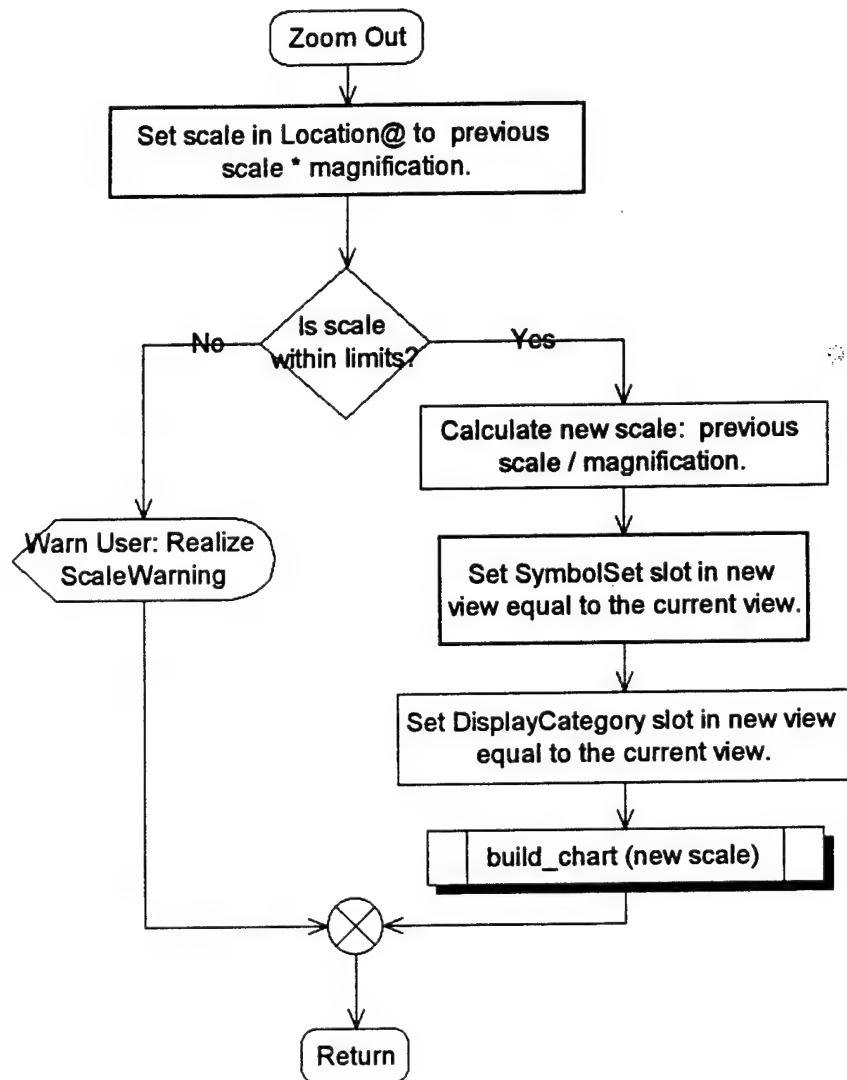 Zoom Out
Set scale in Location@ to previous
scale * magnification.
Is scale
within limits?
No
Yes
Calculate new scale: previous
scale / magnification.
Warn User: Realize
ScaleWarning
Set SymbolSet slot in new
view equal to the current view.
Set DisplayCategory slot in new view
equal to the current view.
build_chart (new scale)
Return